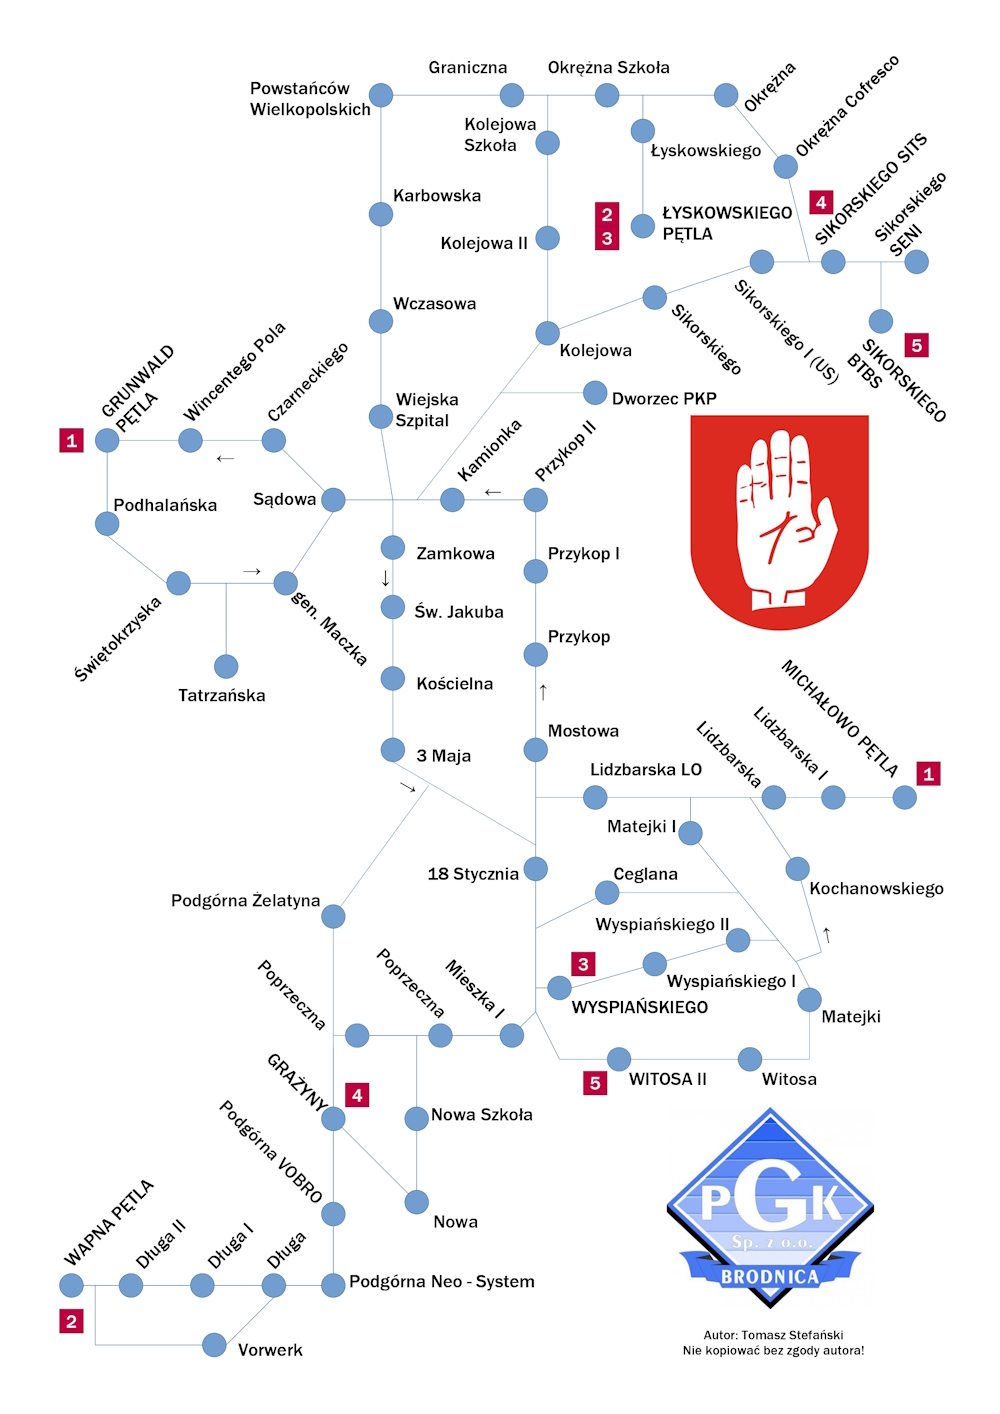 Graniczna
Okrężna Szkoła
Powstańców
Wielkopolskich
Okrężna
Okrężna Cofresco
Kolejowa
Szkoła
Łyskowskiego
Karbowska
4
SIKORSKIEGO SITS
Sikorskiego
SENI
2
3
ŁYSKOWSKIEGO
PĘTLA
Kolejowa II
Wczasowa
Sikorskiego
Sikorskiego I (US)
SIKORSKIEGO
BTBS
5
Kolejowa
GRUNWALD
PĘTLA
Wincentego Pola
Czarneckiego
Wiejska
Szpital
Dworzec PKP
1
←
Kamionka
Przykop II
←
Podhalańska
Sądowa
Zamkowa
Przykop I
→
↓
Świętokrzyska
gen. Maczka
Św. Jakuba
Przykop
Tatrzańska
Kościelna
↑
MICHAŁOWO PĘTLA
3 Maja
Mostowa
Lidzbarska LO
Lidzbarska
Lidzbarska I
1
→
Matejki I
18 Stycznia
Ceglana
Kochanowskiego
Podgórna Żelatyna
Wyspiańskiego II
↑
Poprzeczna
Poprzeczna
Mieszka I
3
Wyspiańskiego I
WYSPIAŃSKIEGO
Matejki
GRAŻYNY
4
5
WITOSA II
Witosa
Podgórna VOBRO
Nowa Szkoła
Nowa
WAPNA PĘTLA
Długa II
Długa I
Długa
Podgórna Neo - System
2
Vorwerk
PGK
Sp. z o.o.
BRODNICA
Autor: Tomasz Stefański
Nie kopiować bez zgody autora!